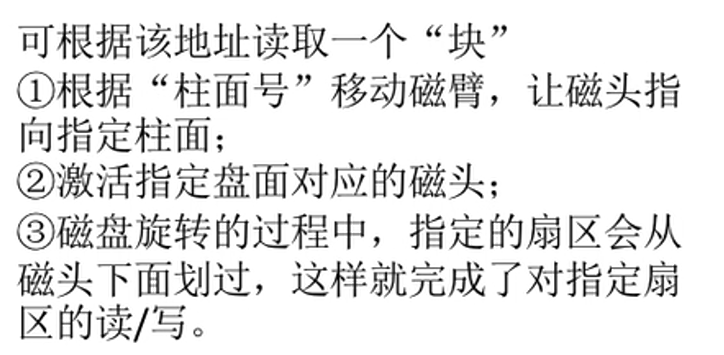 可根据该地址读取一个“块”
①根据“柱面号”移动磁臂，让磁头指
向指定柱面；
②激活指定盘面对应的磁头；
③磁盘旋转的过程中，指定的扇区会从
磁头下面划过，这样就完成了对指定扇
区的读/写。